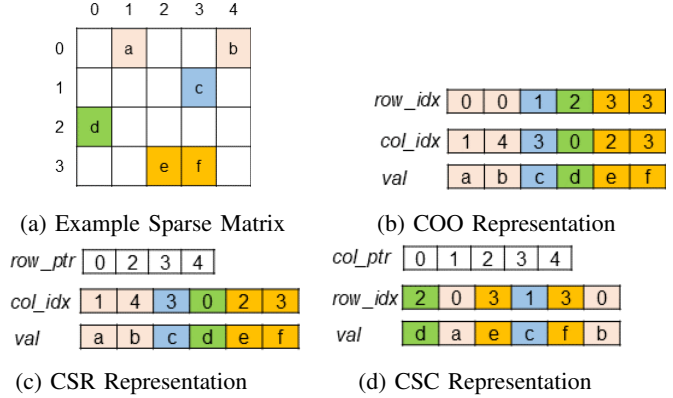 0 1 2 3 4
0 a b
1 c
2 d
3 e f
(a) Example Sparse Matrix
row_idx 0 0 1 2 3 3
col_idx 1 4 3 0 2 3
val a b c d e f
(b) COO Representation
row_ptr 0 2 3 4
col_idx 1 4 3 0 2 3
val a b c d e f
(c) CSR Representation
col_ptr 0 1 2 3 4
row_idx 2 0 3 1 3 0
val d a e c f b
(d) CSC Representation